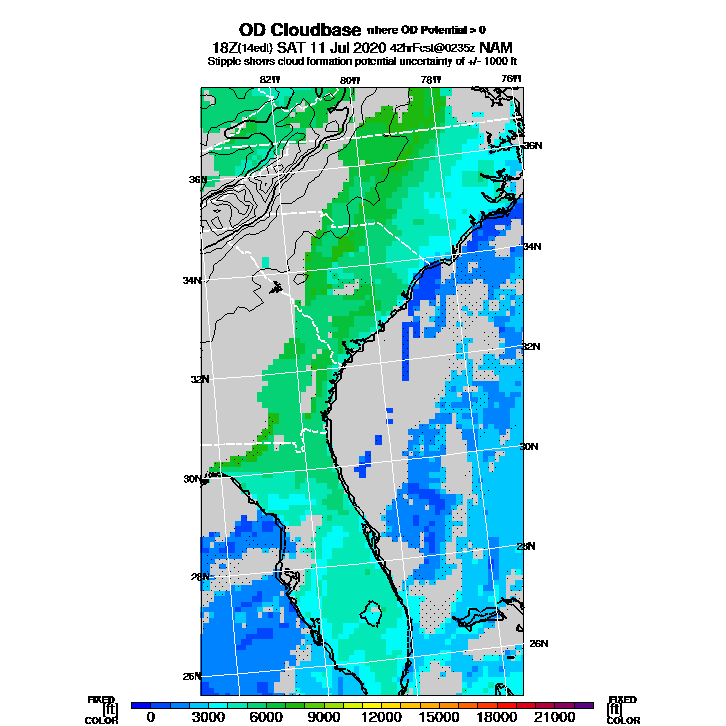 OD Cloudbase where OD Potential > 0
18Z(14edt) SAT 11 Jul 2020 42hrFcst@0235z NAM
Stipple shows cloud formation potential uncertainty of +/- 1000 ft
82W 80W 78W 76W
36N 36N
34N 34N
32N 32N
30N 30N
28N 28N
26N 26N
FIXED FIXED
[ft] [ft]
COLOR COLOR
0 3000 6000 9000 12000 15000 18000 21000